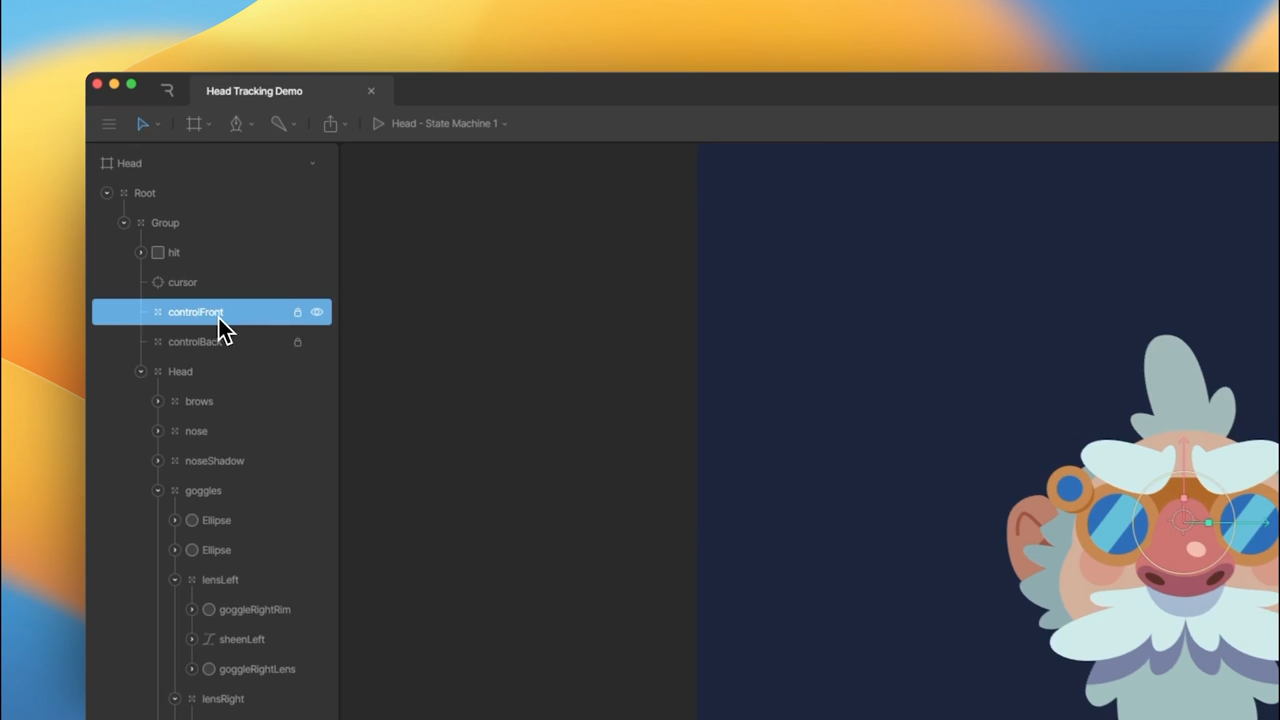 Head Tracking Demo
Head - State Machine 1
Head
Root
Group
hit
cursor
controlFront
controlBack
Head
brows
nose
noseShadow
goggles
Ellipse
Ellipse
lensLeft
goggleRightRim
sheenLeft
goggleRightLens
lensRight